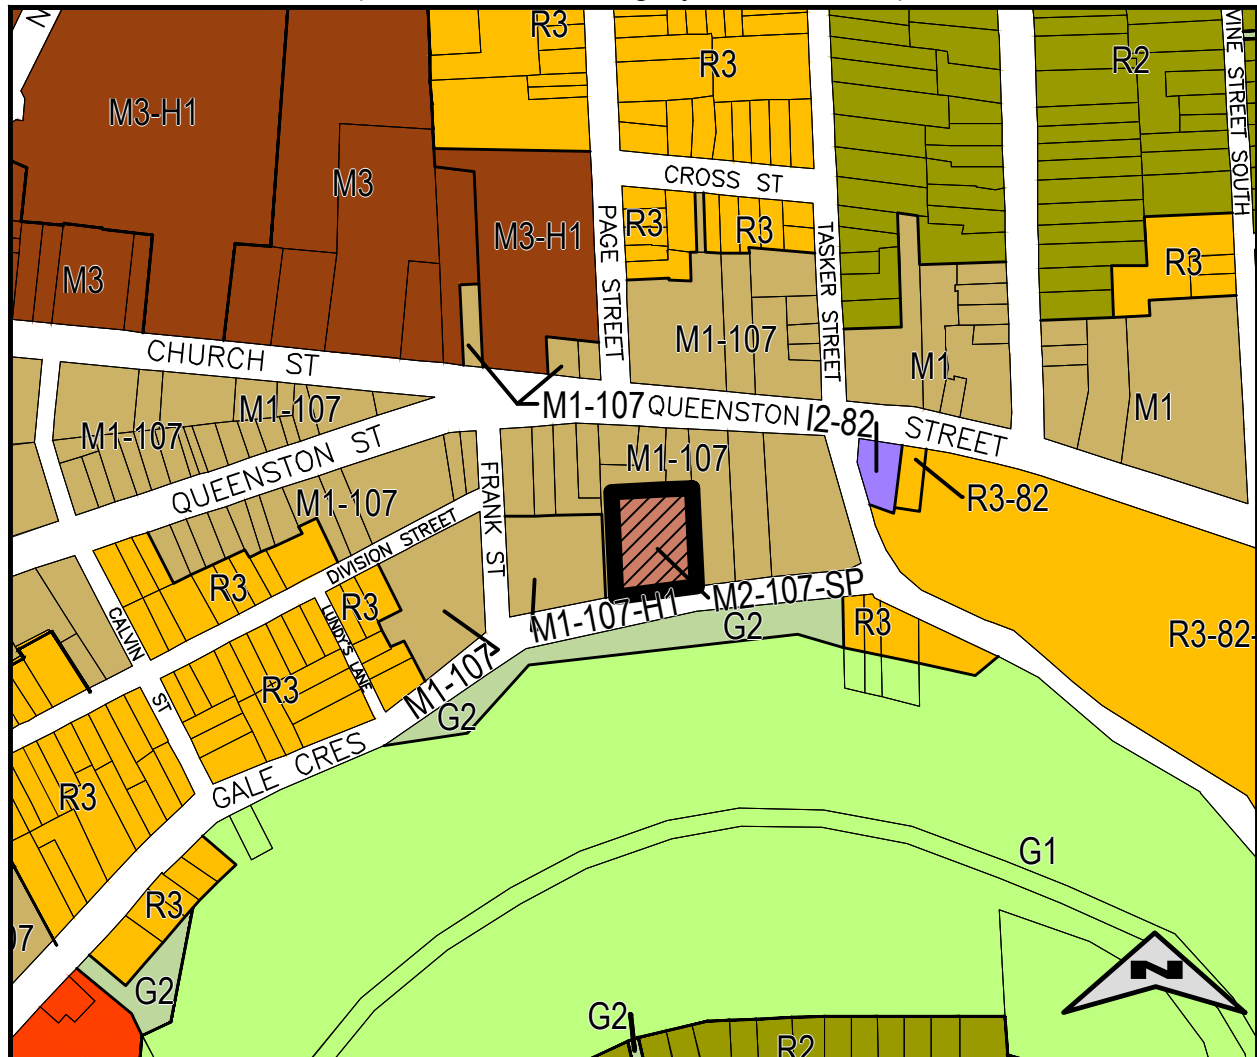 N
R3
R3
R2
VINE STREET SOUTH
M3-H1
M3
CROSS ST
M3-H1
PAGE STREET
R3
R3
TASKER STREET
R3
M3
M1-107
CHURCH ST
M1
M1-107
M1-107
M1-107
QUEENSTON STREET
I2-82
M1
QUEENSTON ST
M1-107
M1-107
FRANK ST
R3-82
DIVISION STREET
R3
R3
LUNDY'S LANE
CALVIN ST
M1-107-H1
M2-107-SP
G2
R3
R3-82
R3
M1-107
G2
GALE CRES
R3
G1
R3
07
G2
N
G2
R2